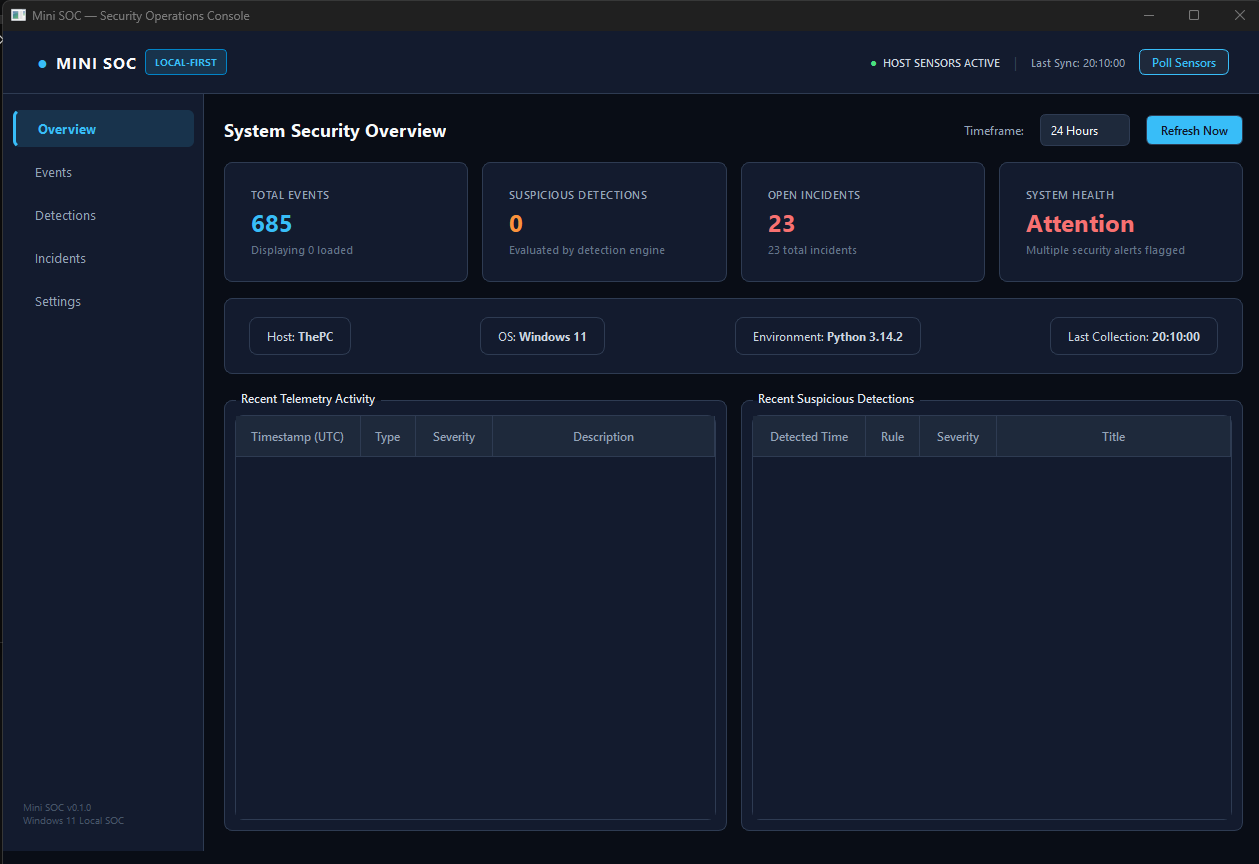 Mini SOC — Security Operations Console
MINI SOC LOCAL-FIRST
HOST SENSORS ACTIVE
Last Sync: 20:10:00
Poll Sensors
Overview
Events
Detections
Incidents
Settings
Mini SOC v0.1.0
Windows 11 Local SOC
System Security Overview
Timeframe: 24 Hours
Refresh Now
TOTAL EVENTS
685
Displaying 0 loaded
SUSPICIOUS DETECTIONS
0
Evaluated by detection engine
OPEN INCIDENTS
23
23 total incidents
SYSTEM HEALTH
Attention
Multiple security alerts flagged
Host: ThePC
OS: Windows 11
Environment: Python 3.14.2
Last Collection: 20:10:00
Recent Telemetry Activity
Timestamp (UTC) Type Severity Description
Recent Suspicious Detections
Detected Time Rule Severity Title